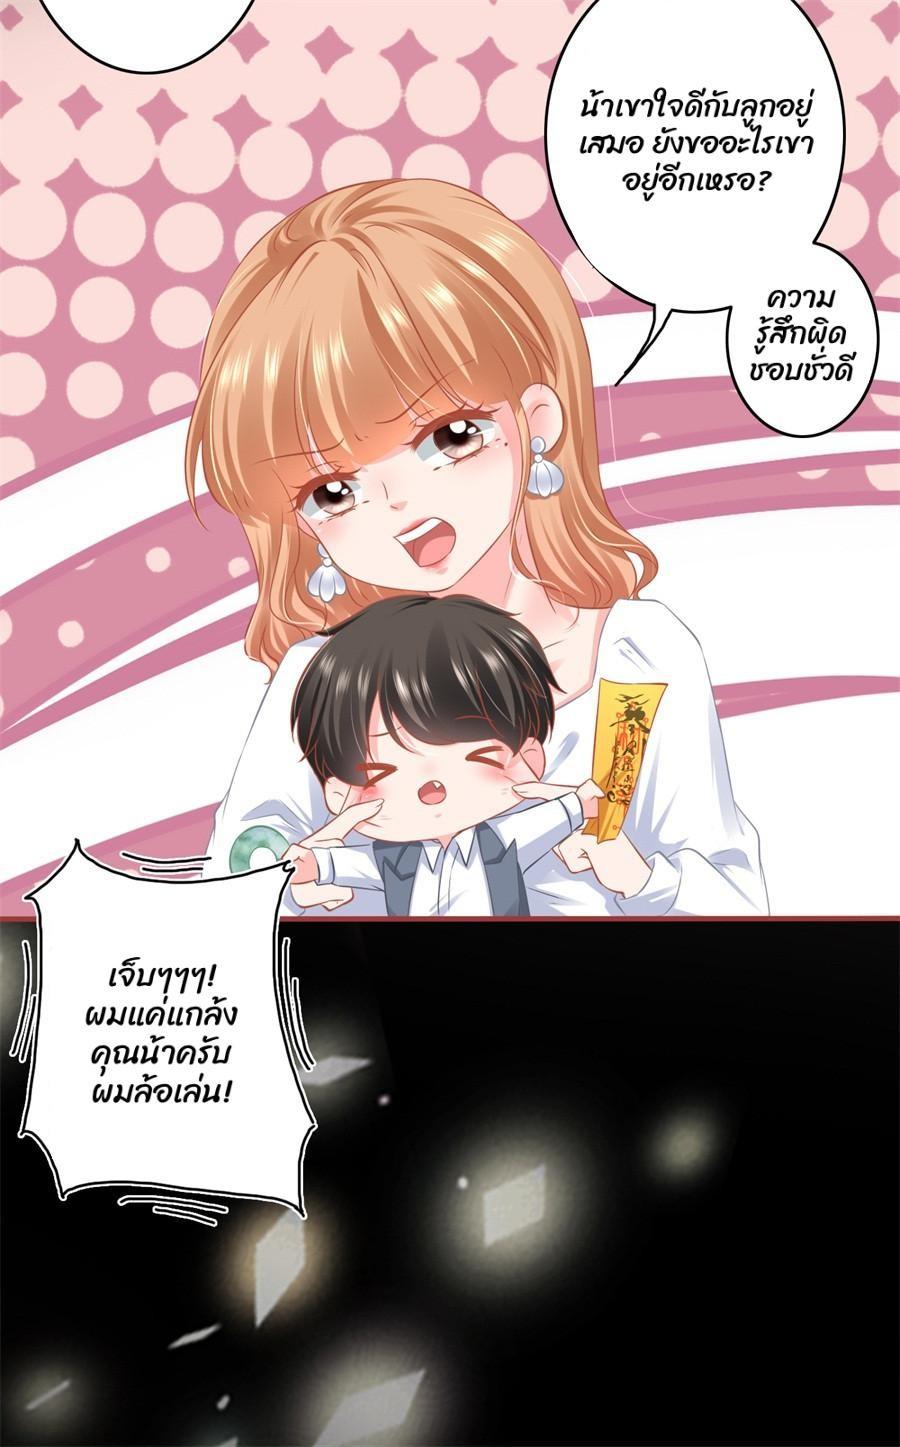 น้าเขาใจดีกับลูกอยู่
เสมอ ยังขออะไรเขา
อยู่อีกเหรอ?
ความ
รู้สึกผิด
ชอบชั่วดี
เจ็บๆๆๆ!
ผมแค่แกล้ง
คุณน้าครับ
ผมล้อเล่น!